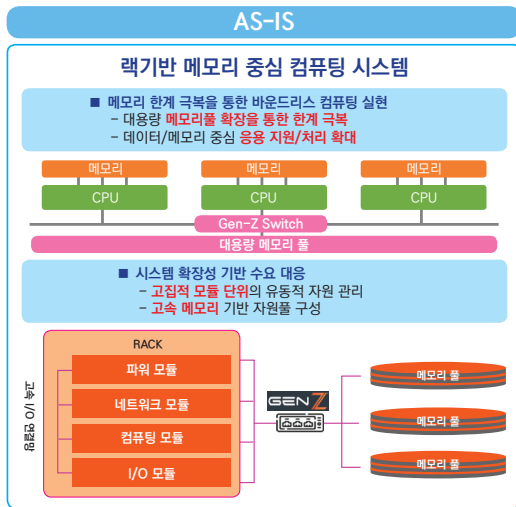 AS-IS
랙기반 메모리 중심 컴퓨팅 시스템
■ 메모리 한계 극복을 통한 바운드리스 컴퓨팅 실현
– 대용량 메모리풀 확장을 통한 한계 극복
– 데이터/메모리 중심 응용 지원/처리 확대
메모리 메모리 메모리
CPU CPU CPU
Gen-Z Switch
대용량 메모리 풀
■ 시스템 확장성 기반 수요 대응
– 고집적 모듈 단위의 유동적 자원 관리
– 고속 메모리 기반 자원풀 구성
고속 I/O 연결망
RACK
파워 모듈
네트워크 모듈
컴퓨팅 모듈
I/O 모듈
GEN Z
메모리 풀
메모리 풀
메모리 풀